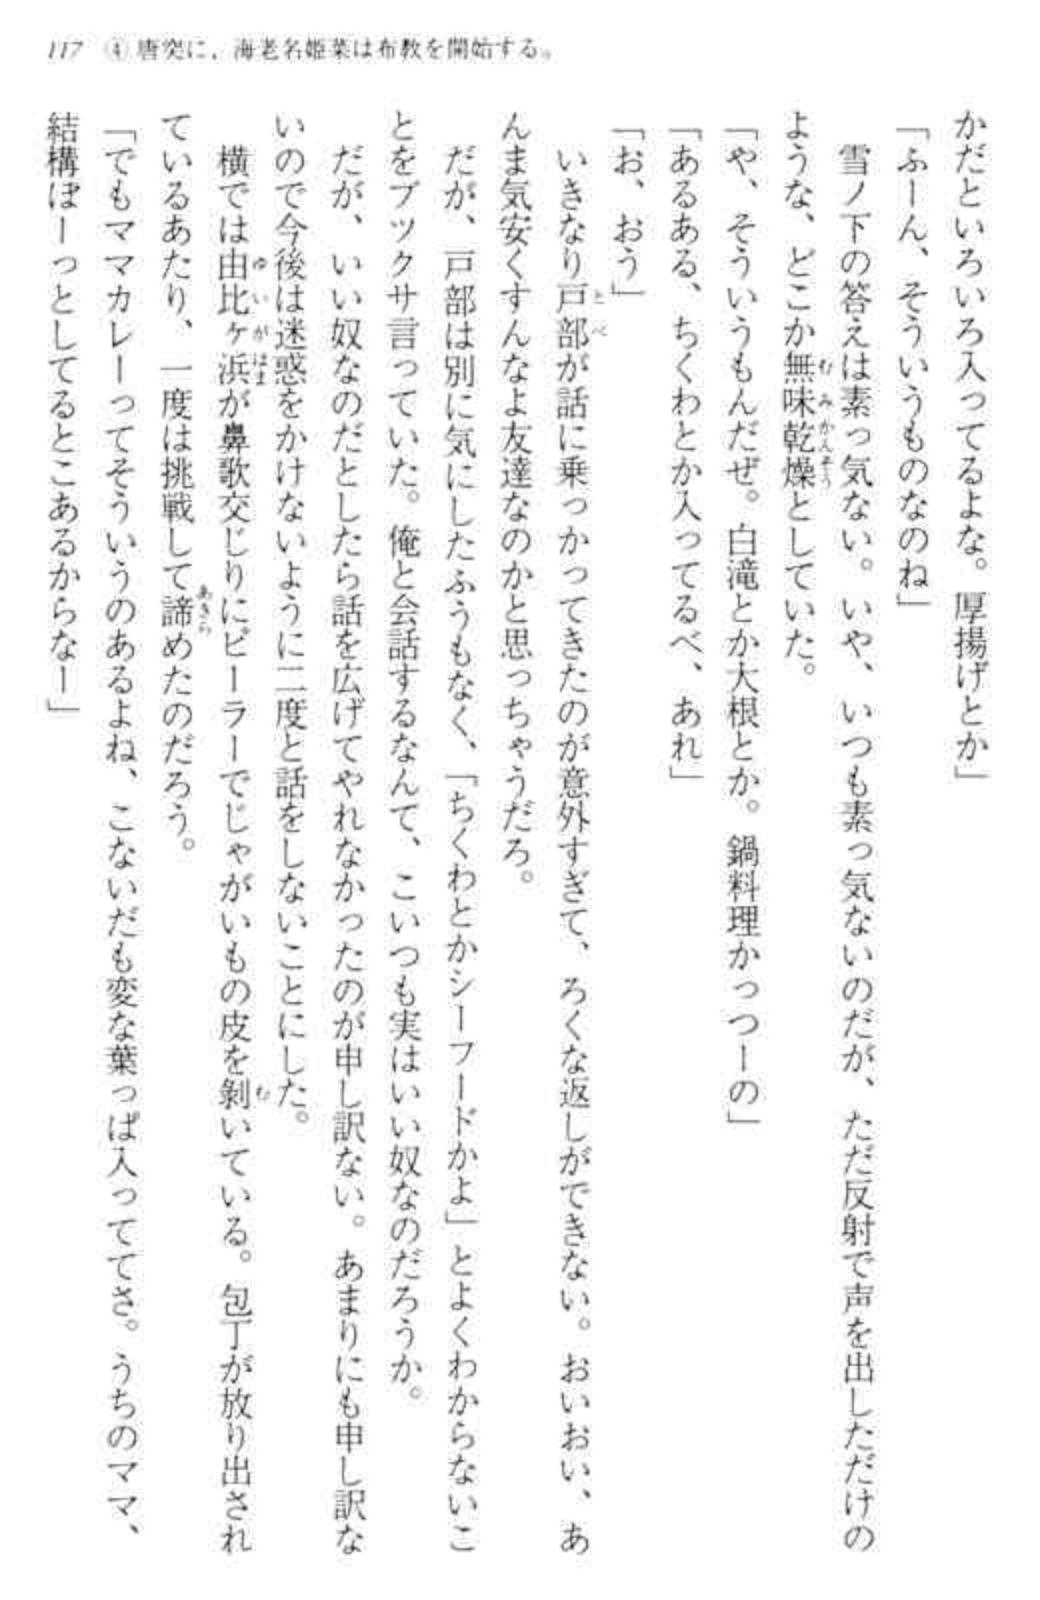 117　④唐突に、海老名姫菜は布教を開始する。
かだといろいろ入ってるよな。厚揚げとか」
「ふーん、そういうものなのね」
　雪ノ下の答えは素っ気ない。いや、いつも素っ気ないのだが、ただ反射で声を出しただけの
ような、どこか無味乾燥としていた。
「や、そういうもんだぜ。白滝とか大根とか。鍋料理かっつーの」
「あるある、ちくわとか入ってるべ、あれ」
「お、おう」
　いきなり戸部が話に乗っかってきたのが意外すぎて、ろくな返しができない。おいおい、あ
んま気安くすんなよ友達なのかと思っちゃうだろ。
　だが、戸部は別に気にしたふうもなく、「ちくわとかシーフードかよ」とよくわからないこ
とをブックサ言っていた。俺と会話するなんて、こいつも実はいい奴なのだろうか。
　だが、いい奴なのだとしたら話を広げてやれなかったのが申し訳ない。あまりにも申し訳な
いので今後は迷惑をかけないように二度と話をしないことにした。
　横では由比ヶ浜が鼻歌交じりにピーラーでじゃがいもの皮を剝いている。包丁が放り出され
ているあたり、一度は挑戦して諦めたのだろう。
「でもママカレーってそういうのあるよね、こないだも変な葉っぱ入っててさ。うちのママ、
結構ぼーっとしてるとこあるからなー」